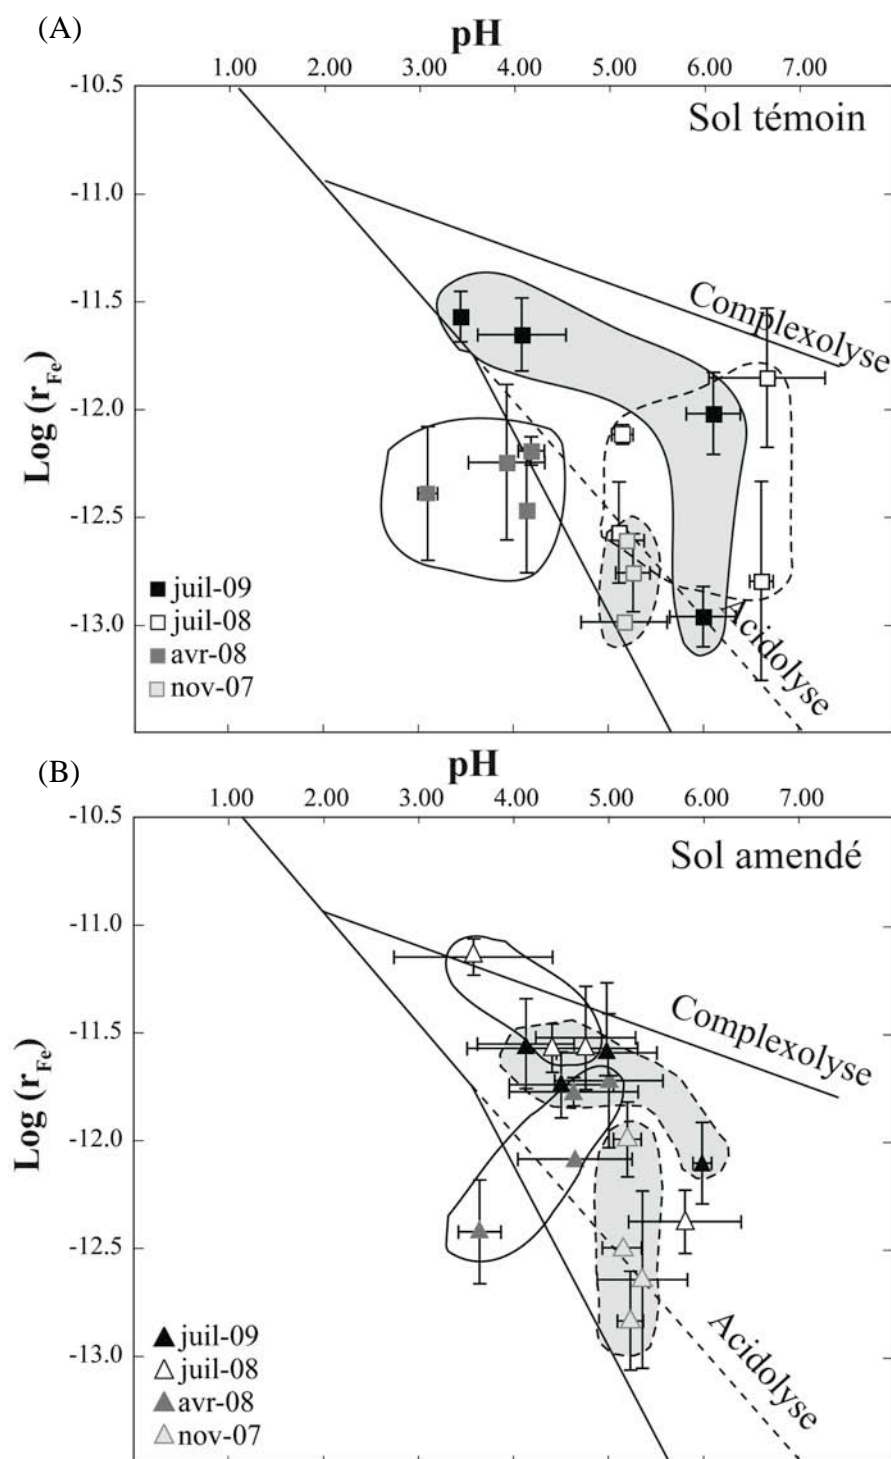 (A)
pH
1.00 2.00 3.00 4.00 5.00 6.00 7.00
-10.5
Sol témoin
-11.0
-11.5
Complexolyse
-12.0
Log (rFe)
-12.5
-13.0
Acidolyse
juil-09
juil-08
avr-08
nov-07
(B)
pH
1.00 2.00 3.00 4.00 5.00 6.00 7.00
-10.5
Sol amendé
-11.0
-11.5
Complexolyse
-12.0
Log (rFe)
-12.5
-13.0
Acidolyse
juil-09
juil-08
avr-08
nov-07